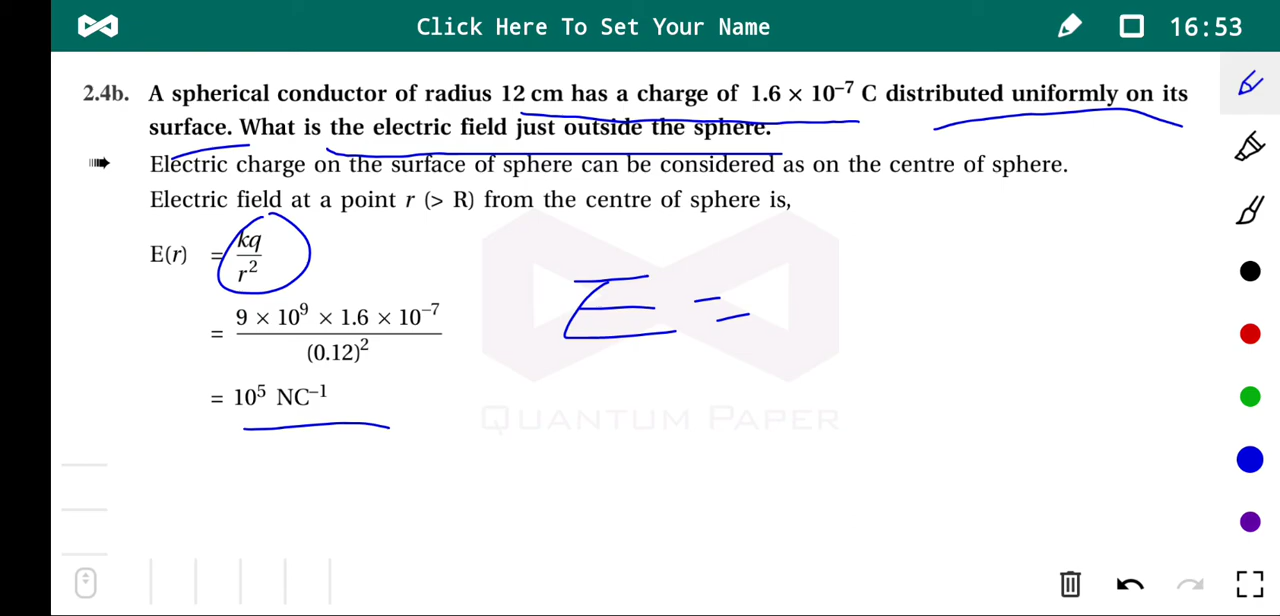 Click Here To Set Your Name
16:53
2.4b. A spherical conductor of radius 12 cm has a charge of 1.6 × 10⁻⁷ C distributed uniformly on its
surface. What is the electric field just outside the sphere.
➠ Electric charge on the surface of sphere can be considered as on the centre of sphere.
Electric field at a point r (> R) from the centre of sphere is,
E(r) = kq / r²
= 9 × 10⁹ × 1.6 × 10⁻⁷ / (0.12)²
E =
= 10⁵ NC⁻¹
QUANTUM PAPER